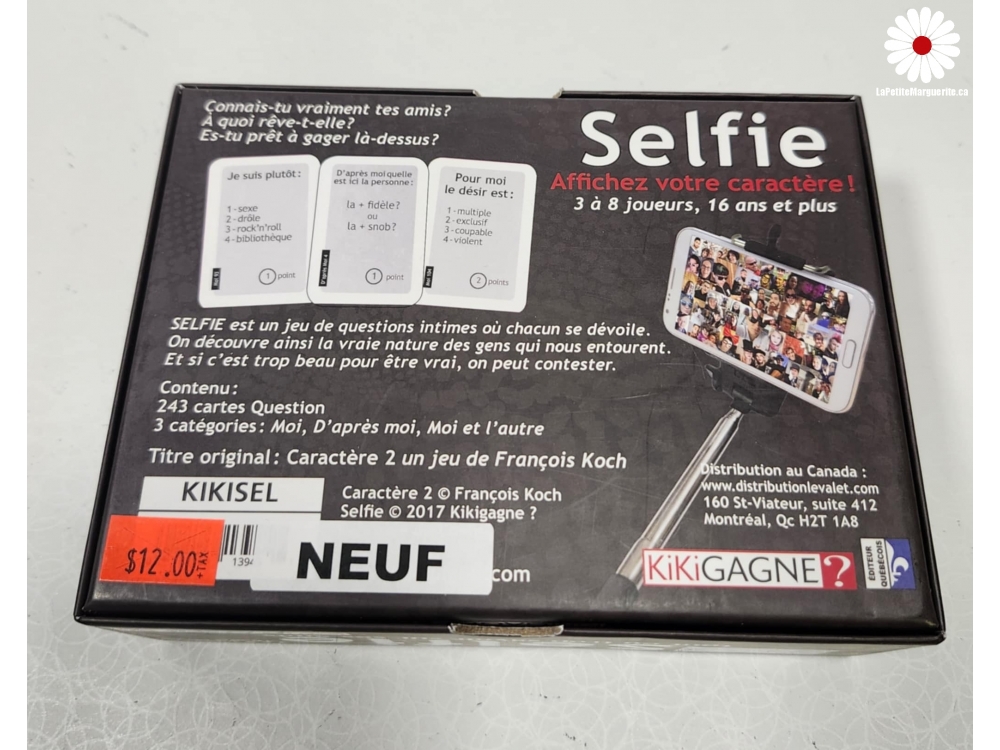 LaPetiteMarguerite.ca
Connais-tu vraiment tes amis?
À quoi rêve-t-elle?
Es-tu prêt à gager là-dessus?
Selfie
Affichez votre caractère!
3 à 8 joueurs, 16 ans et plus
Je suis plutôt:
1-sexe
2-drôle
3-rock'n'roll
4-bibliothèque
1 point
D'après moi quelle
est ici la personne:
la + fidèle?
ou
la + snob?
D'après moi 4
1 point
Pour moi
le désir est:
1-multiple
2-exclusif
3-coupable
4-violent
2 points
SELFIE est un jeu de questions intimes où chacun se dévoile.
On découvre ainsi la vraie nature des gens qui nous entourent.
Et si c'est trop beau pour être vrai, on peut contester.
Contenu:
243 cartes Question
3 catégories: Moi, D'après moi, Moi et l'autre
Titre original: Caractère 2 un jeu de François Koch
KIKISEL
Caractère 2 © François Koch
Selfie © 2017 Kikigagne ?
Distribution au Canada :
www.distributionlevalet.com
160 St-Viateur, suite 412
Montréal, Qc H2T 1A8
$12.00 +TAX
1394
NEUF
com
KiKiGAGNE?
ÉDITEUR
QUÉBÉCOIS